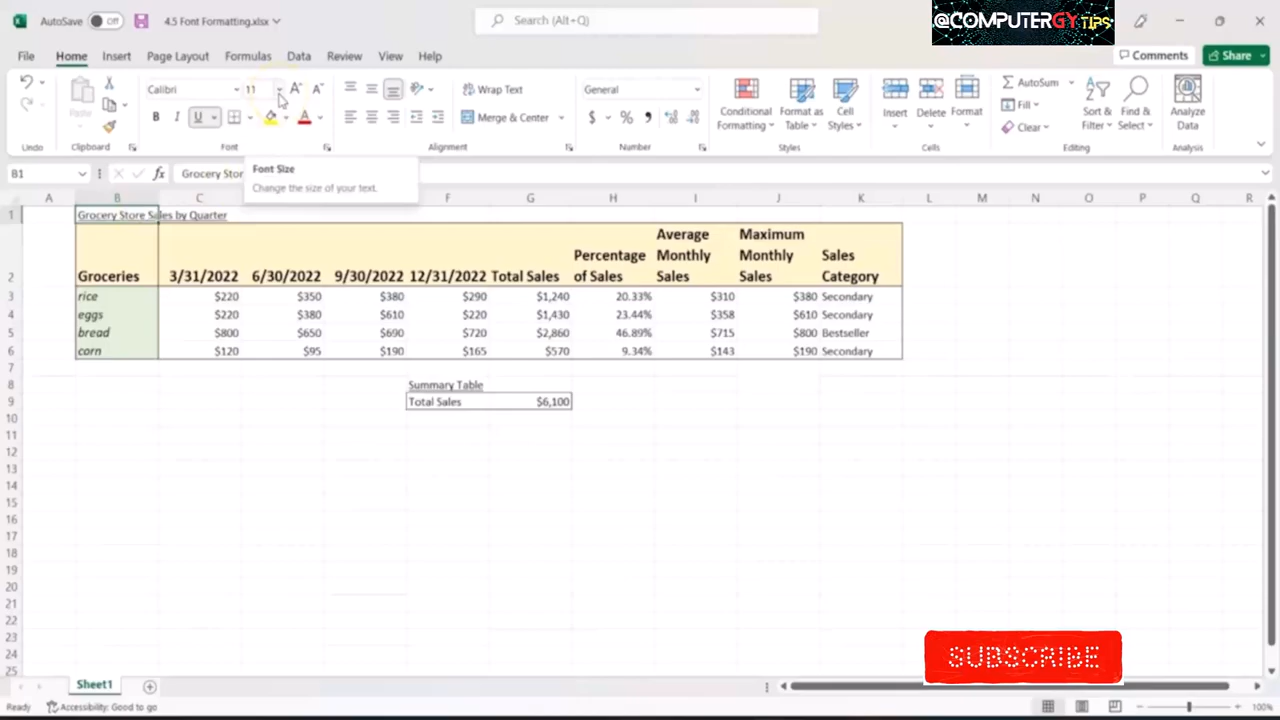 AutoSave Off 4.5 Font Formatting.xlsx Search (Alt+Q) @COMPUTERGY TIPS
File Home Insert Page Layout Formulas Data Review View Help Comments Share
Calibri 11 A A Wrap Text General AutoSum
Paste B I U A Merge & Center $ % Conditional Formatting Format as Table Cell Styles Insert Delete Format Fill Clear Sort & Filter Find & Select Analyze Data
Undo Clipboard Font Alignment Number Styles Cells Editing Analysis
B1 fx Grocery Stor
Font Size
Change the size of your text.
A B C F G H I J K L M N O P Q R
1 Grocery Store Sales by Quarter
2 Groceries 3/31/2022 6/30/2022 9/30/2022 12/31/2022 Total Sales Percentage of Sales Average Monthly Sales Maximum Monthly Sales Sales Category
3 rice $220 $350 $380 $290 $1,240 20.33% $310 $380 Secondary
4 eggs $220 $380 $610 $220 $1,430 23.44% $358 $610 Secondary
5 bread $800 $650 $690 $720 $2,860 46.89% $715 $800 Bestseller
6 corn $120 $95 $190 $165 $570 9.34% $143 $190 Secondary
7
8 Summary Table
9 Total Sales $6,100
10
11
12
13
14
15
16
17
18
19
20
21
22
23
24
25
SUBSCRIBE
Sheet1
Ready Accessibility: Good to go 100%